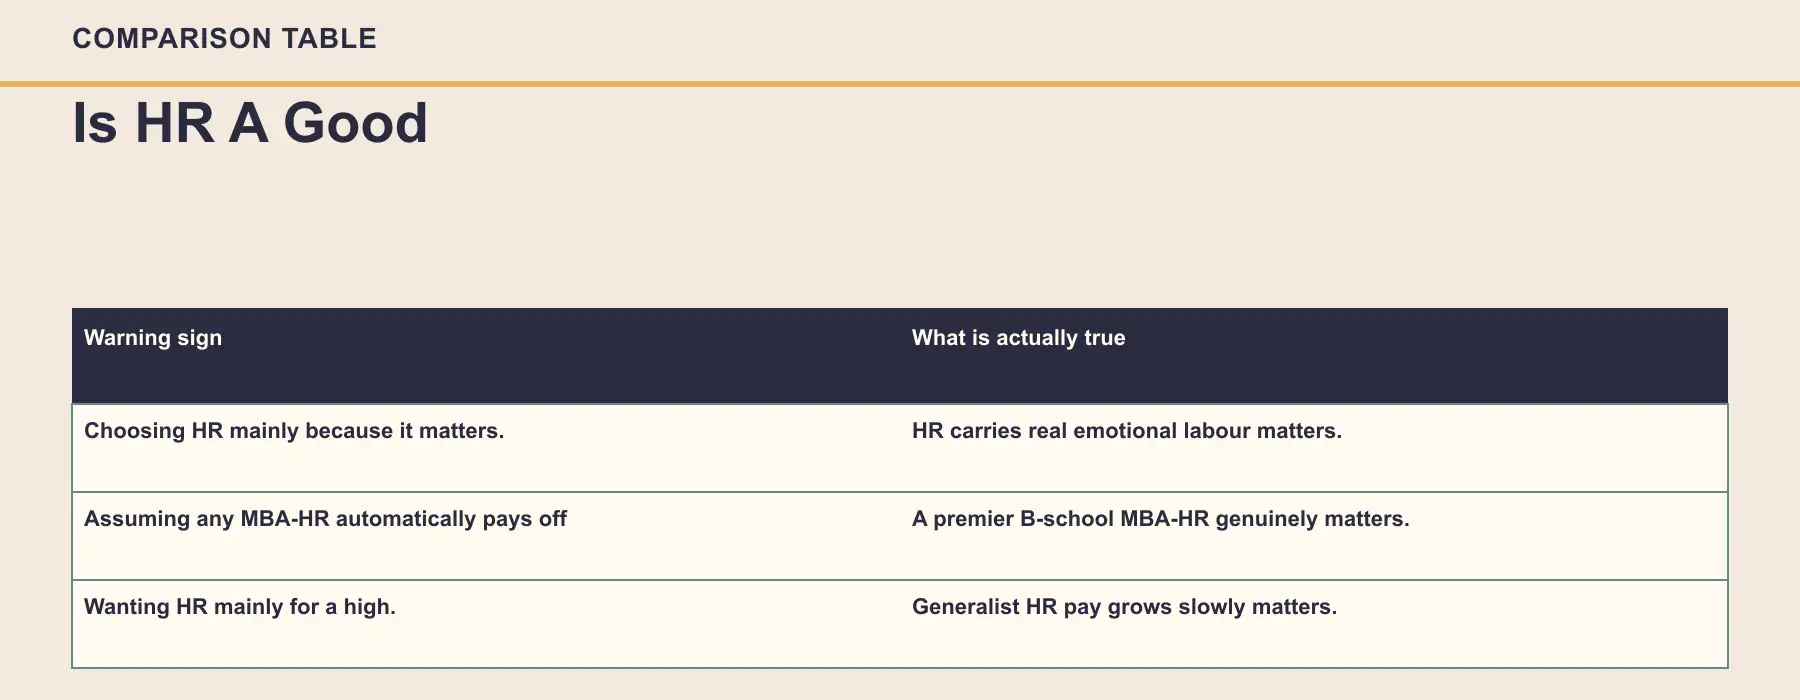 COMPARISON TABLE
Is HR A Good
Warning sign
What is actually true
Choosing HR mainly because it matters.
HR carries real emotional labour matters.
Assuming any MBA-HR automatically pays off
A premier B-school MBA-HR genuinely matters.
Wanting HR mainly for a high.
Generalist HR pay grows slowly matters.